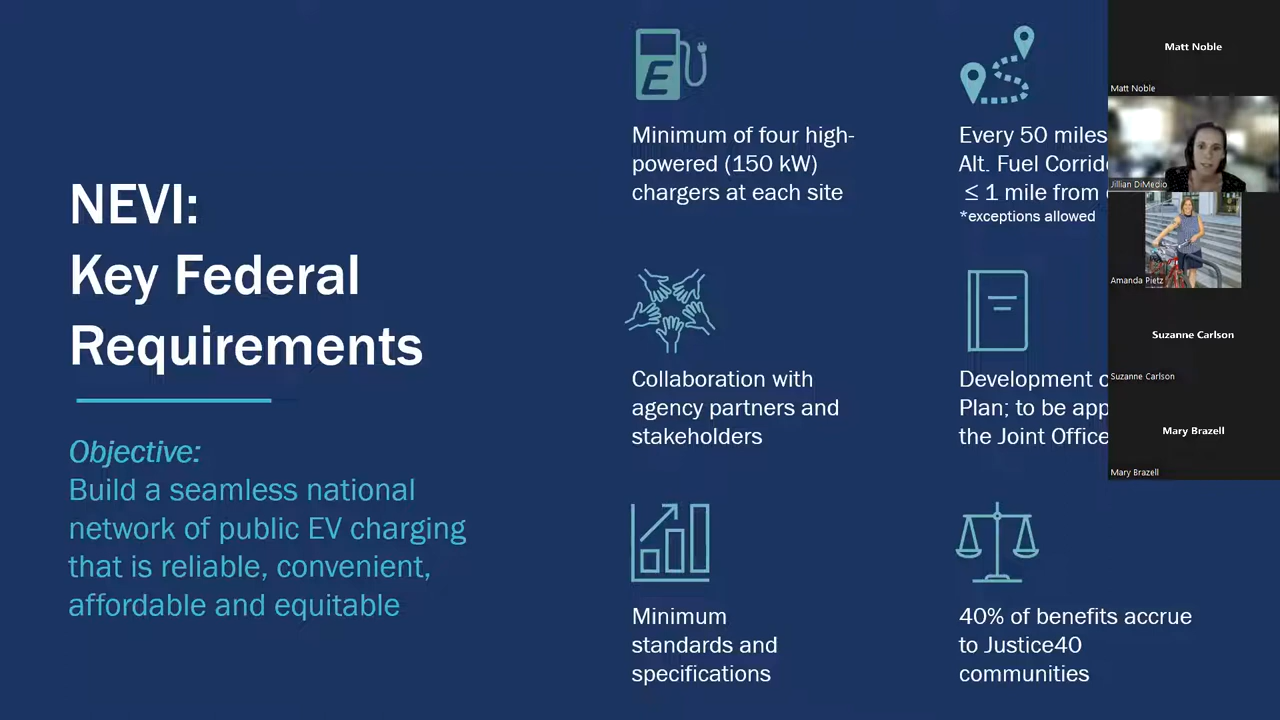 NEVI:
Key Federal
Requirements
Objective:
Build a seamless national
network of public EV charging
that is reliable, convenient,
affordable and equitable
E
Minimum of four high-
powered (150 kW)
chargers at each site
Every 50 miles
Alt. Fuel
≤ 1 mile from
*exceptions allowed
Collaboration with
agency partners and
stakeholders
Development
Plan; to be
the Joint Office
Minimum
standards and
specifications
40% of benefits accrue
to Justice40
communities
Matt Noble
Matt Noble
Jillian DiMedio
Amanda Pietz
Suzanne Carlson
Suzanne Carlson
Mary Brazell
Mary Brazell